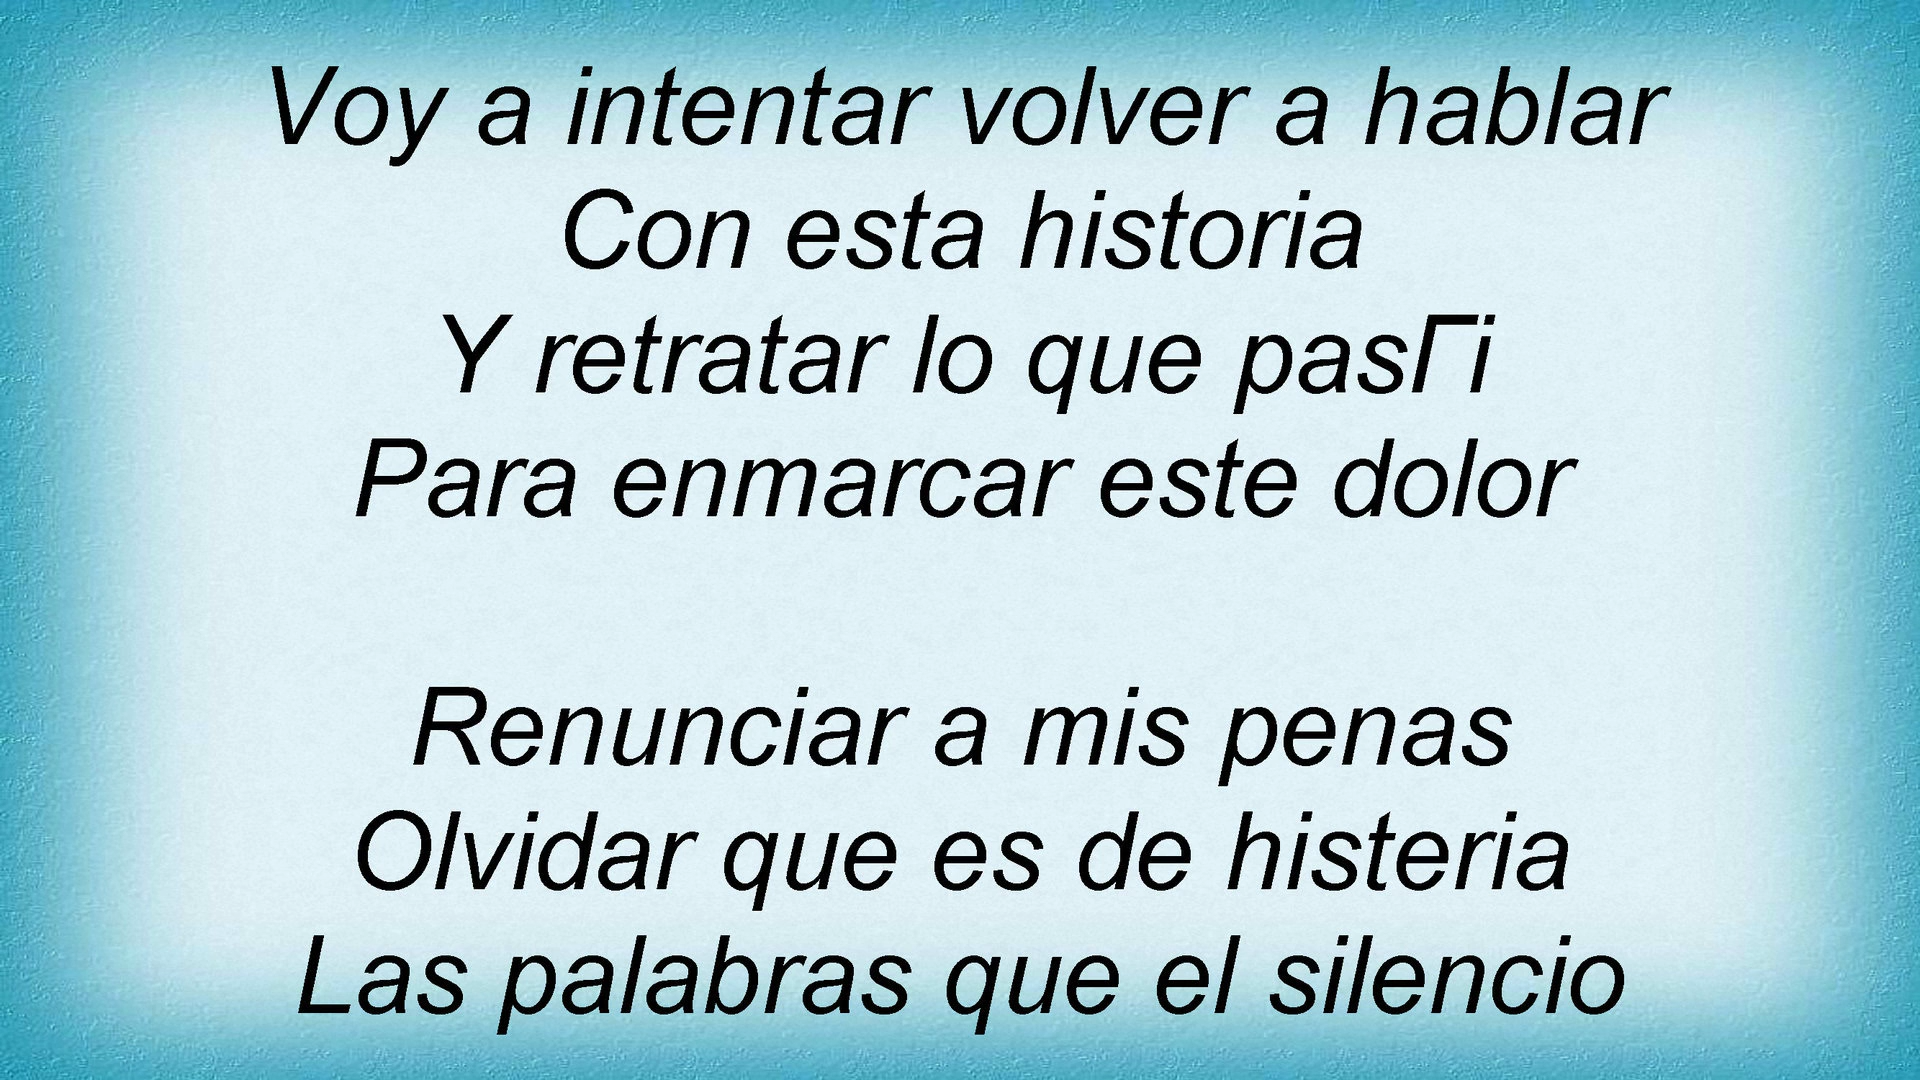 Voy a intentar volver a hablar
Con esta historia
Y retratar lo que pasГі
Para enmarcar este dolor
Renunciar a mis penas
Olvidar que es de histeria
Las palabras que el silencio